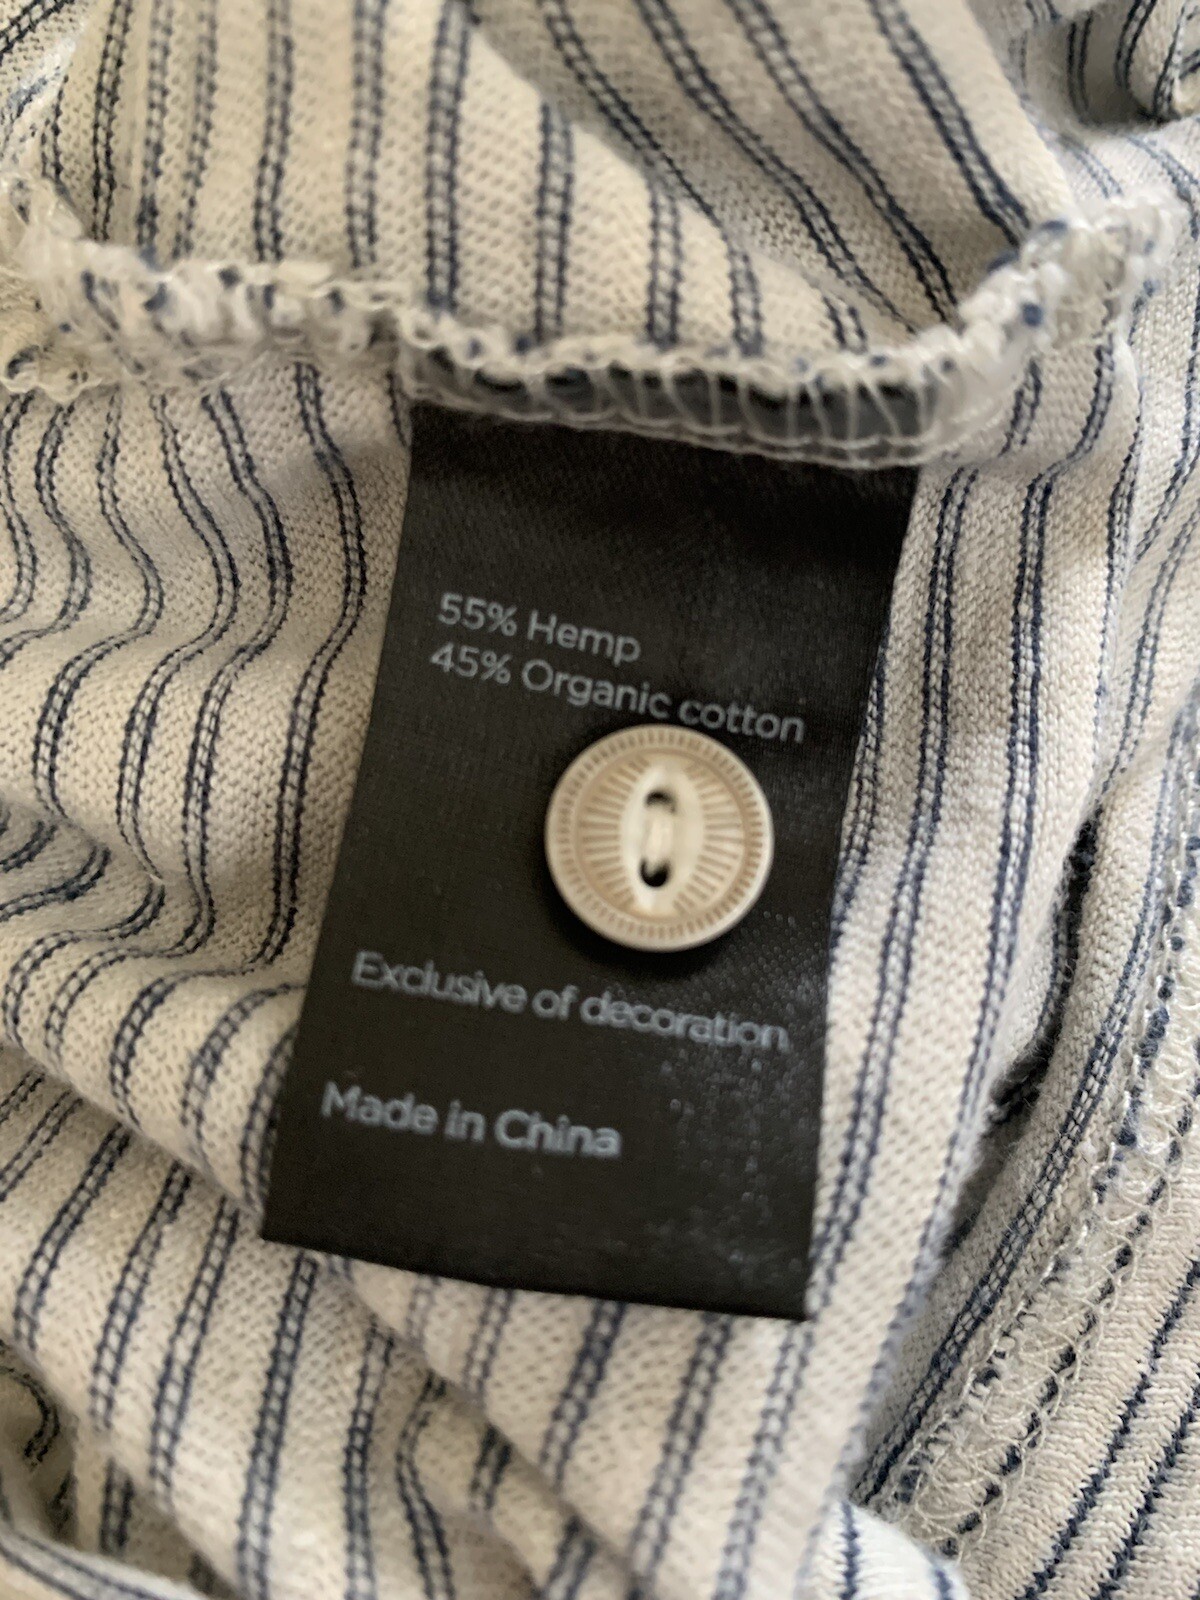 55% Hemp
45% Organic cotton
Exclusive of decoration
Made in China